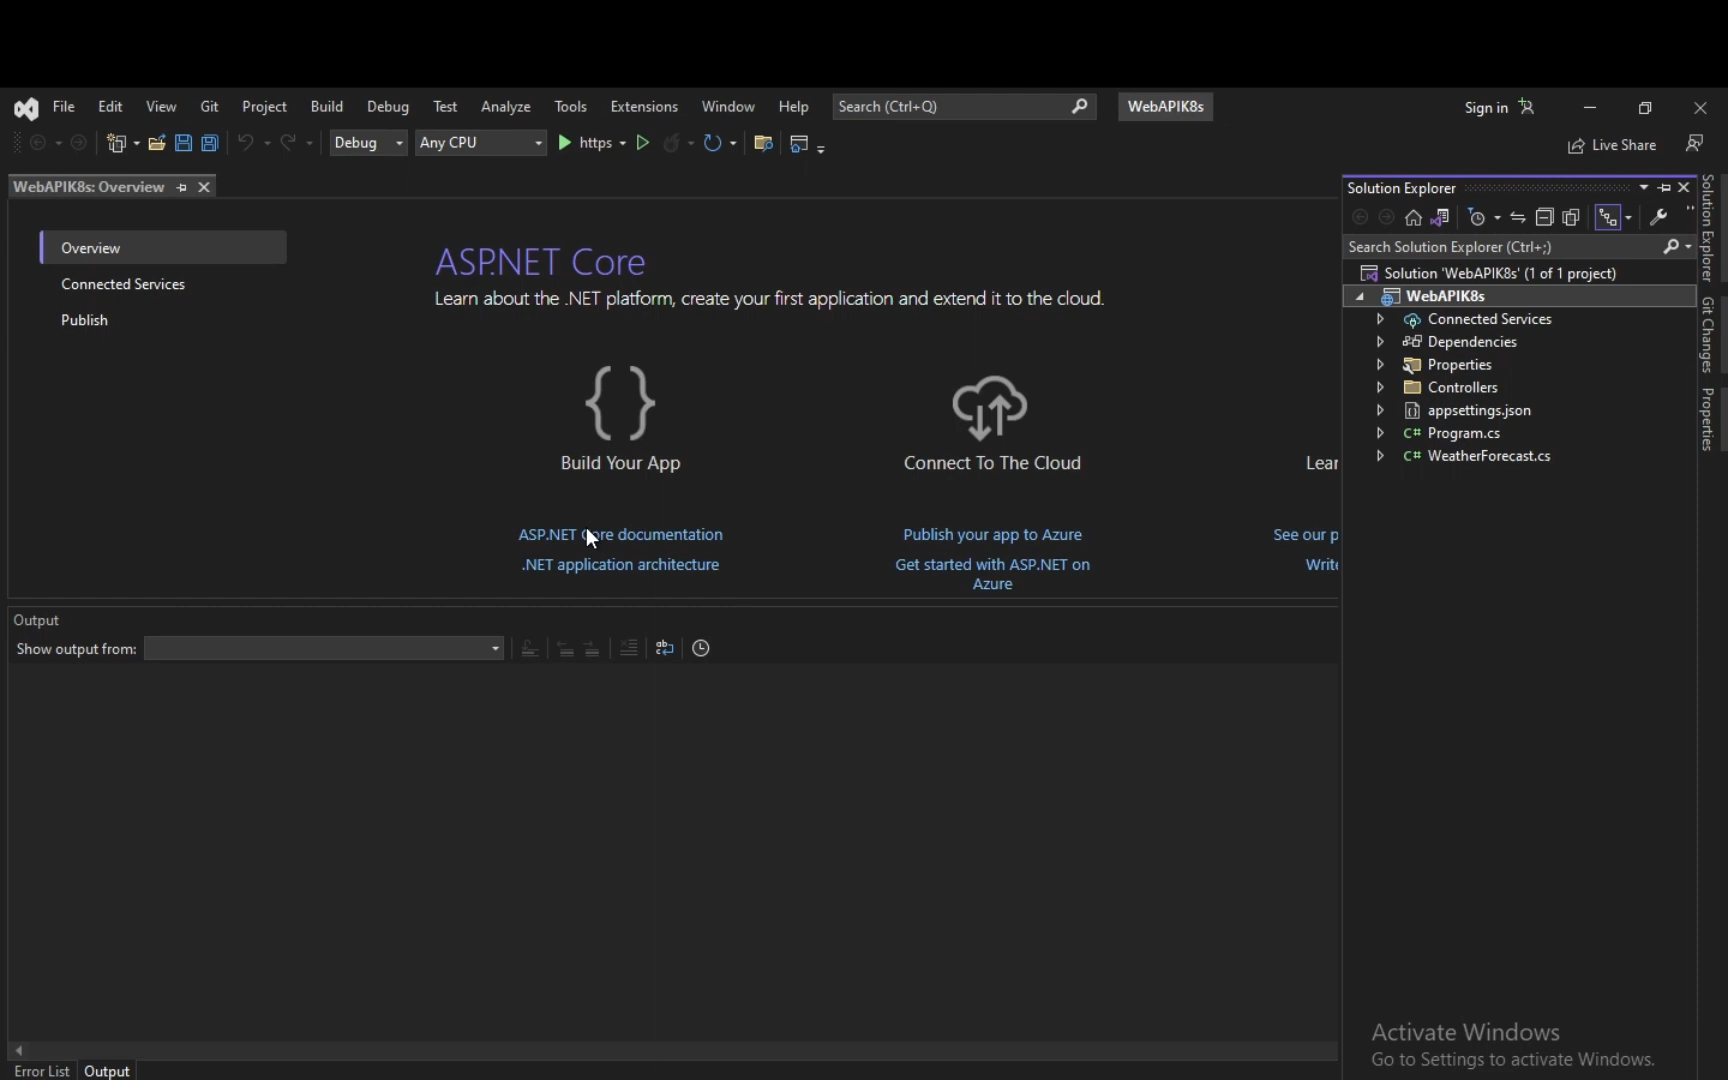 File Edit View Git Project Build Debug Test Analyze Tools Extensions Window Help Search (Ctrl+Q) WebAPIK8s Sign in
Debug Any CPU https Live Share
WebAPIK8s: Overview
Overview
Connected Services
Publish
ASP.NET Core
Learn about the .NET platform, create your first application and extend it to the cloud.
Build Your App
Connect To The Cloud
Lear
ASP.NET Core documentation
.NET application architecture
Publish your app to Azure
Get started with ASP.NET on
Azure
See our p
Write
Output
Show output from:
Error List Output
Solution Explorer
Search Solution Explorer (Ctrl+;)
Solution 'WebAPIK8s' (1 of 1 project)
WebAPIK8s
Connected Services
Dependencies
Properties
Controllers
appsettings.json
C# Program.cs
C# WeatherForecast.cs
Solution Explorer
Git Changes
Properties
Activate Windows
Go to Settings to activate Windows.